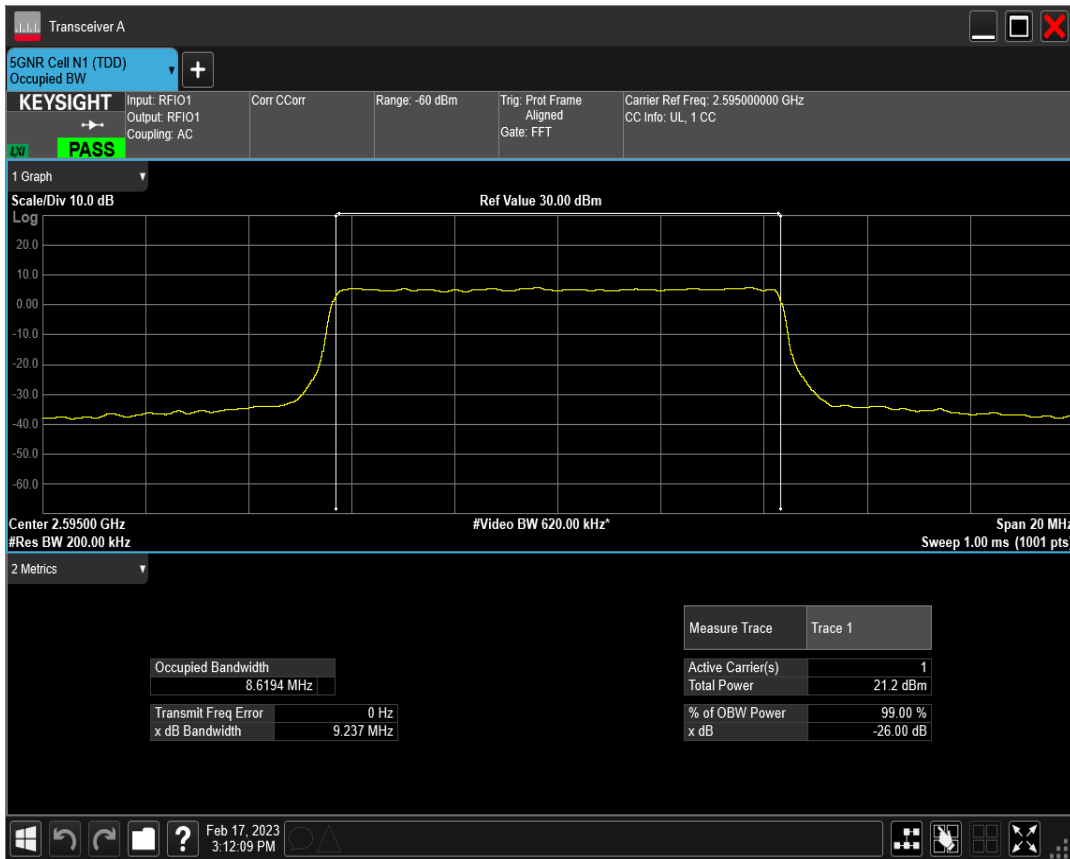 Transceiver A
5GNR Cell N1 (TDD)
Occupied BW
KEYSIGHT
LXI
PASS
Input: RFIO1
Output: RFIO1
Coupling: AC
Corr CCorr
Range: -60 dBm
Trig: Prot Frame
Aligned
Gate: FFT
Carrier Ref Freq: 2.595000000 GHz
CC Info: UL, 1 CC
1 Graph
Scale/Div 10.0 dB
Ref Value 30.00 dBm
Log
20.0
10.0
0.00
-10.0
-20.0
-30.0
-40.0
-50.0
-60.0
Center 2.59500 GHz
#Video BW 620.00 kHz*
Span 20 MHz
#Res BW 200.00 kHz
Sweep 1.00 ms (1001 pts)
2 Metrics
Measure Trace Trace 1
Occupied Bandwidth
8.6194 MHz
Active Carrier(s) 1
Total Power 21.2 dBm
Transmit Freq Error 0 Hz
x dB Bandwidth 9.237 MHz
% of OBW Power 99.00 %
x dB -26.00 dB
?
Feb 17, 2023
3:12:09 PM